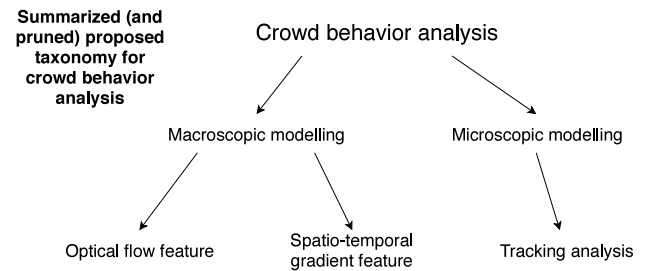 Summarized (and
pruned) proposed
taxonomy for
crowd behavior
analysis
Crowd behavior analysis
Macroscopic modelling
Microscopic modelling
Optical flow feature
Spatio-temporal
gradient feature
Tracking analysis